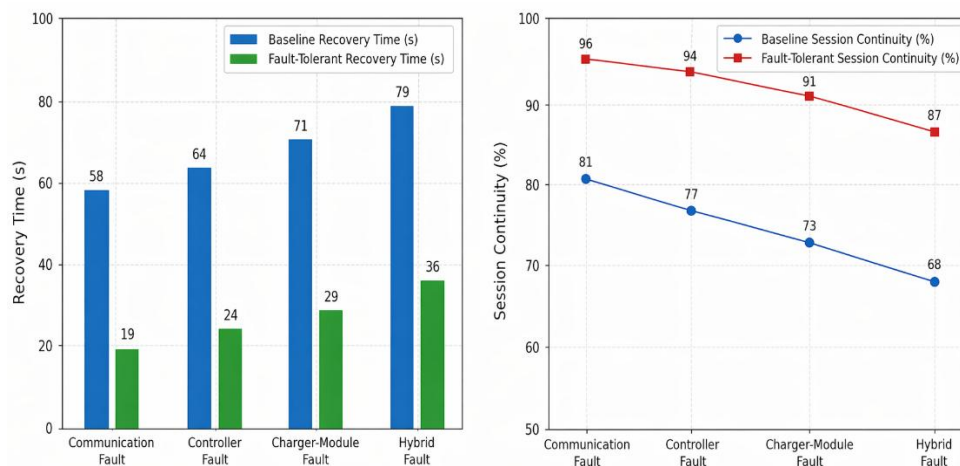 Baseline Recovery Time (s)
Fault-Tolerant Recovery Time (s)
Recovery Time (s)
100
80
60
40
20
0
58
19
64
24
71
29
79
36
Communication
Fault
Controller
Fault
Charger-Module
Fault
Hybrid
Fault
Baseline Session Continuity (%)
Fault-Tolerant Session Continuity (%)
Session Continuity (%)
100
90
80
70
60
50
96
94
91
87
81
77
73
68
Communication
Fault
Controller
Fault
Charger-Module
Fault
Hybrid
Fault